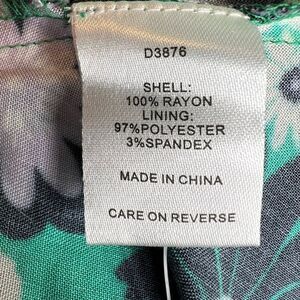 D3876
SHELL:
100% RAYON
LINING:
97%POLYESTER
3%SPANDEX
MADE IN CHINA
CARE ON REVERSE